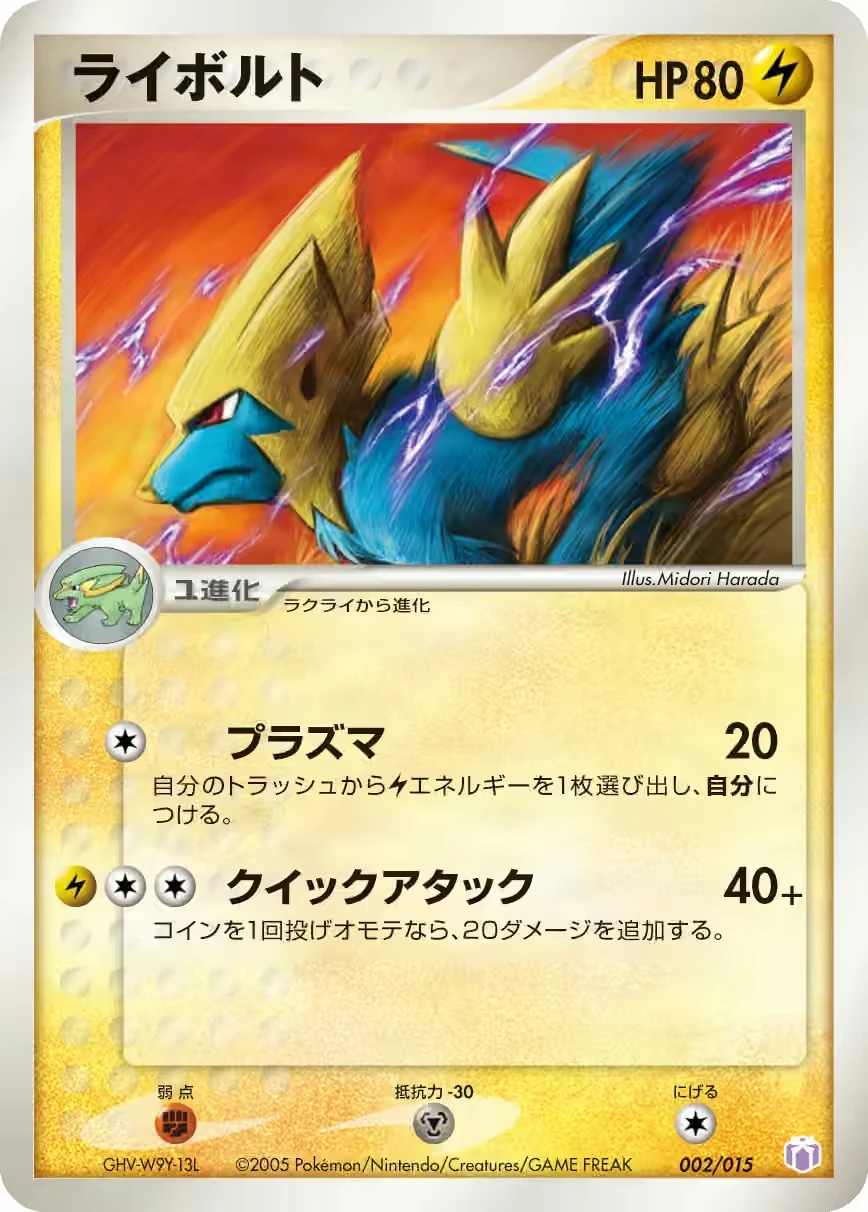 ライボルト
HP80
Illus.Midori Harada
1進化
ラクライから進化
プラズマ 20
自分のトラッシュからエネルギーを1枚選び出し、自分に
つける。
クイックアタック 40+
コインを1回投げオモテなら、20ダメージを追加する。
弱点 抵抗力-30 にげる
GHV-W9Y-13L ©2005 Pokémon/Nintendo/Creatures/GAME FREAK 002/015